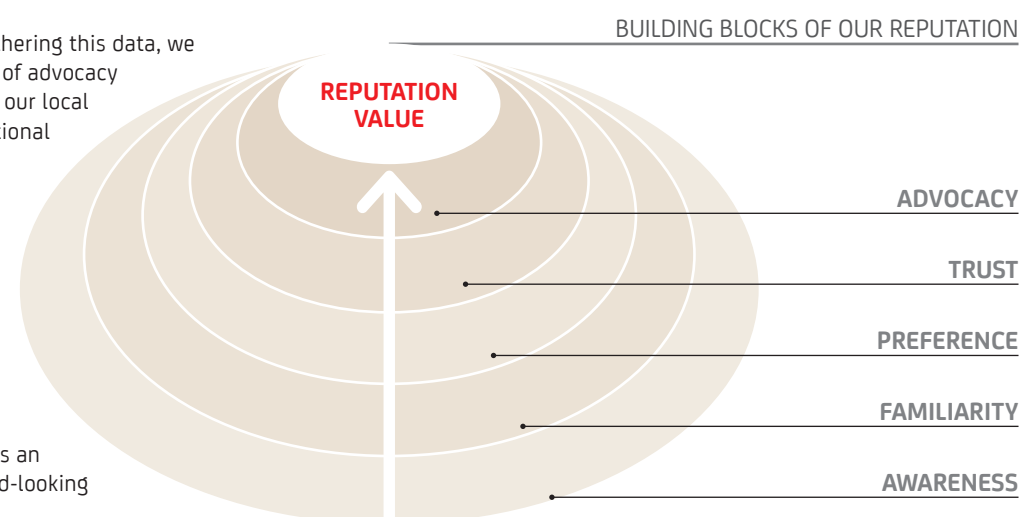 BUILDING BLOCKS OF OUR REPUTATION
hering this data, we
of advocacy
our local
ional
REPUTATION
VALUE
ADVOCACY
TRUST
PREFERENCE
FAMILIARITY
s an
d-looking
AWARENESS